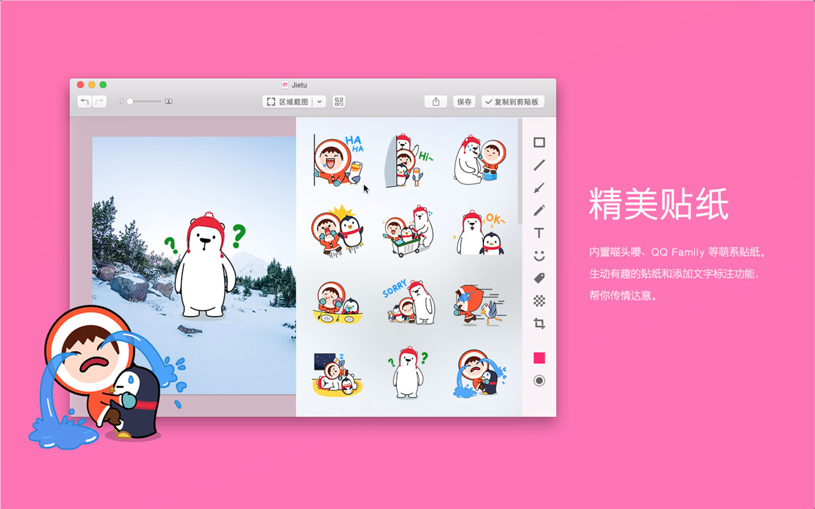 Jietu
区域截图
保存
复制到剪贴板
HA
HA
HI~
OK~
SORRY
z
? ?
? ?
精美贴纸
内置喵头嘤、QQ Family 等萌系贴纸。
生动有趣的贴纸和添加文字标注功能，
帮你传情达意。